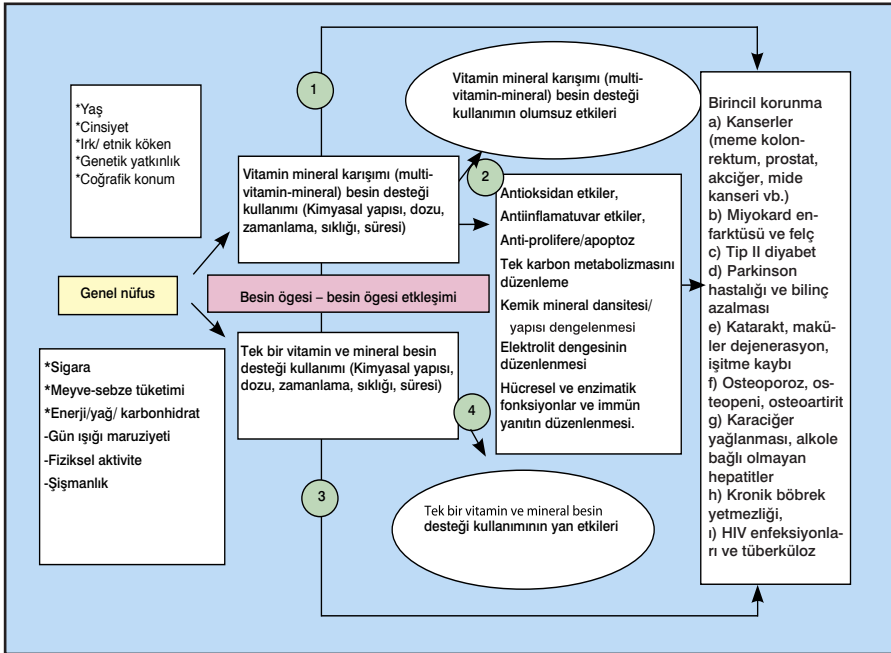 1
*Yaş
*Cinsiyet
*Irk/ etnik köken
*Genetik yatkınlık
*Coğrafik konum
Vitamin mineral karışımı (multi-
vitamin-mineral) besin desteği
kullanımın olumsuz etkileri
Vitamin mineral karışımı (multi-
vitamin-mineral) besin desteği
kullanımı (Kimyasal yapısı, dozu,
zamanlama, sıklığı, süresi)
2
Genel nüfus
Besin ögesi – besin ögesi etkleşimi
Antioksidan etkiler,
Antiinflamatuvar etkiler,
Anti-prolifere/apoptoz
Tek karbon metabolizmasını
düzenleme
Kemik mineral dansitesi/
yapısı dengelenmesi
Elektrolit dengesinin
düzenlenmesi
Hücresel ve enzimatik
fonksiyonlar ve immün
yanıtın düzenlenmesi.
*Sigara
*Meyve-sebze tüketimi
*Enerji/yağ/ karbonhidrat
-Gün ışığı maruziyeti
-Fiziksel aktivite
-Şişmanlık
Tek bir vitamin ve mineral besin
desteği kullanımı (Kimyasal yapısı,
dozu, zamanlama, sıklığı, süresi)
4
3
Tek bir vitamin ve mineral besin
desteği kullanımının yan etkileri
Birincil korunma
a) Kanserler
(meme kolon-
rektum, prostat,
akciğer, mide
kanseri vb.)
b) Miyokard en-
farktüsü ve felç
c) Tip II diyabet
d) Parkinson
hastalığı ve bilinç
azalması
e) Katarakt, makü-
ler dejenerasyon,
işitme kaybı
f) Osteoporoz, os-
teopeni, osteoartirit
g) Karaciğer
yağlanması, alkole
bağlı olmayan
hepatitler
h) Kronik böbrek
yetmezliği,
ı) HIV enfeksiyonla-
rı ve tüberküloz